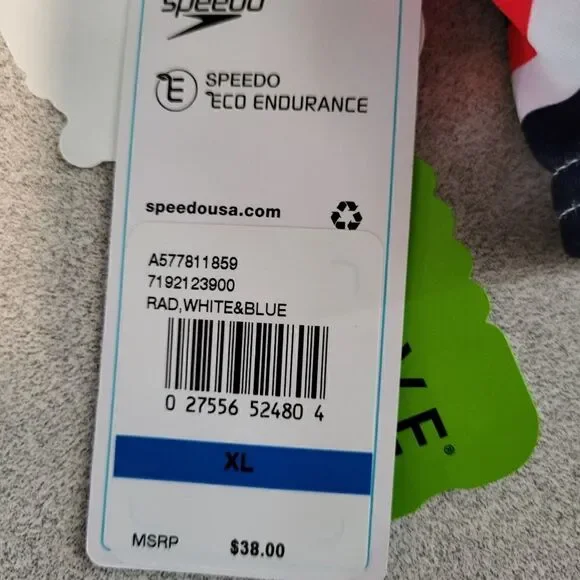 speedo
SPEEDO
ECO ENDURANCE
speedousa.com
A577811859
7192123900
RAD,WHITE&BLUE
0 27556 52480 4
XL
MSRP $38.00
VE®